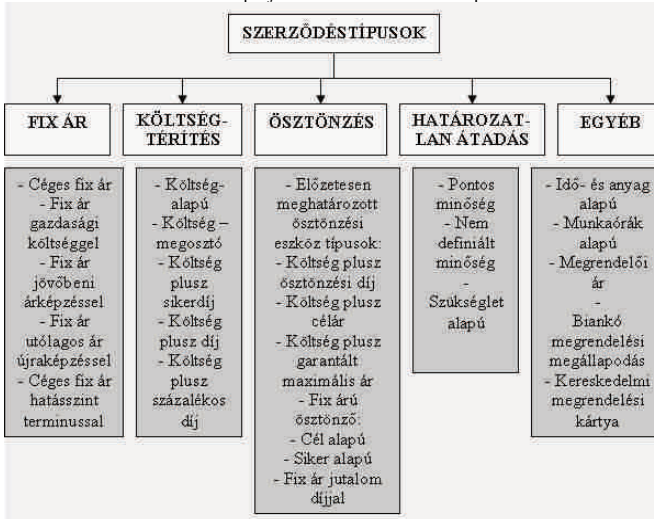 SZERZŐDÉSTÍPUSOK
FIX ÁR
KÖLTSÉG-
TÉRÍTÉS
ÖSZTÖNZÉS
HATÁROZAT-
LAN ÁTADÁS
EGYÉB
- Céges fix ár
- Fix ár
gazdasági
költséggel
- Fix ár
jövőbeni
árképzéssel
- Fix ár
utólagos ár
újraképzéssel
- Céges fix ár
hatásszint
terminussal
- Költség-
alapú
- Költség –
megosztó
- Költség
plusz
sikerdíj
- Költség
plusz díj
- Költség
plusz
százalékos
díj
- Előzetesen
meghatározott
ösztönzési
eszköz típusok:
- Költség plusz
ösztönzési díj
- Költség plusz
célár
- Költség plusz
garantált
maximális ár
- Fix árú
ösztönző:
- Cél alapú
- Siker alapú
- Fix ár jutalom
díjjal
- Pontos
minőség
- Nem
definiált
minőség
-
Szükséglet
alapú
- Idő- és anyag
alapú
- Munkaórák
alapú
- Megrendelői
ár
-
Biankó
megrendelési
megállapodás
- Kereskedelmi
megrendelési
kártya